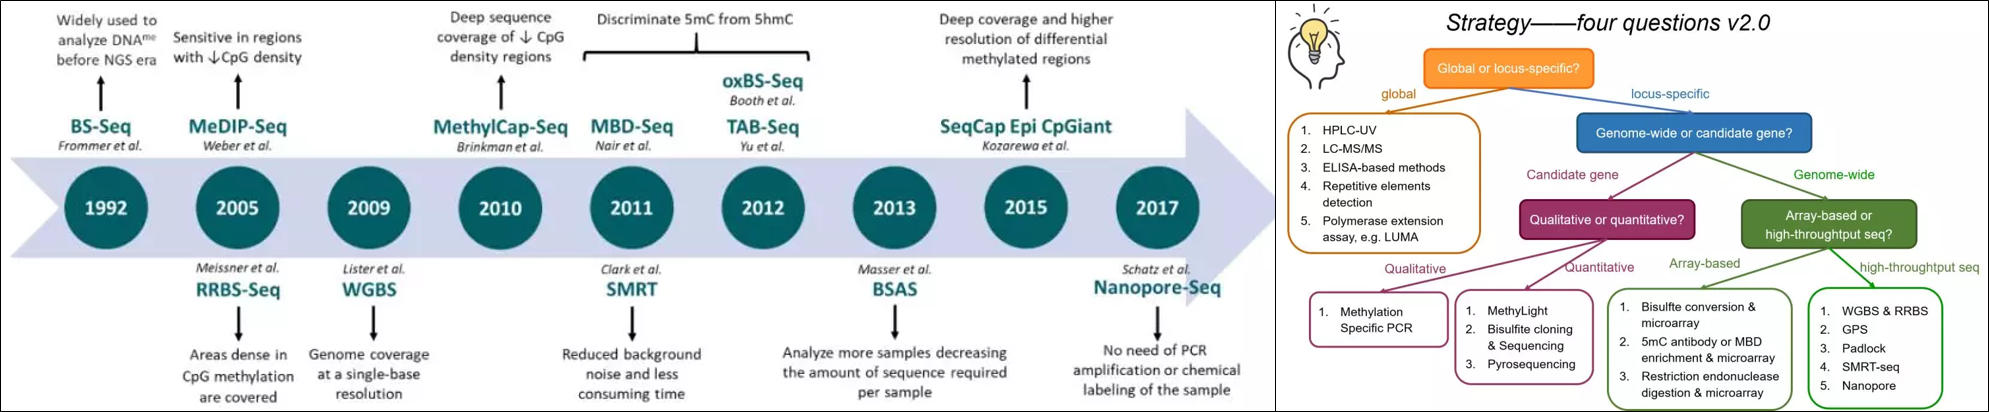 Widely used to
analyze DNAme
before NGS era
BS-Seq
Frommer et al.
Sensitive in regions
with ↓CpG density
MeDIP-Seq
Weber et al.
Deep sequence
coverage of ↓ CpG
density regions
MethylCap-Seq
Brinkman et al.
Discriminate 5mC from 5hmC
MBD-Seq
Nair et al.
oxBS-Seq
Booth et al.
TAB-Seq
Yu et al.
Deep coverage and higher
resolution of differential
methylated regions
SeqCap Epi CpGiant
Kozarewa et al.
1992
2005
2009
2010
2011
2012
2013
2015
2017
Meissner et al.
RRBS-Seq
Areas dense in
CpG methylation
are covered
Lister et al.
WGBS
Genome coverage
at a single-base
resolution
Clark et al.
SMRT
Reduced background
noise and less
consuming time
Masser et al.
BSAS
Analyze more samples decreasing
the amount of sequence required
per sample
Schatz et al.
Nanopore-Seq
No need of PCR
amplification or chemical
labeling of the sample
Strategy——four questions v2.0
Global or locus-specific?
global
locus-specific
1. HPLC-UV
2. LC-MS/MS
3. ELISA-based methods
4. Repetitive elements
detection
5. Polymerase extension
assay, e.g. LUMA
Genome-wide or candidate gene?
Candidate gene
Genome-wide
Qualitative or quantitative?
Array-based or
high-throughtput seq?
Qualitative
Quantitative
Array-based
high-throughtput seq
1. Methylation
Specific PCR
1. MethyLight
2. Bisulfite cloning
& Sequencing
3. Pyrosequencing
1. Bisulfte conversion &
microarray
2. 5mC antibody or MBD
enrichment & microarray
3. Restriction endonuclease
digestion & microarray
1. WGBS & RRBS
2. GPS
3. Padlock
4. SMRT-seq
5. Nanopore